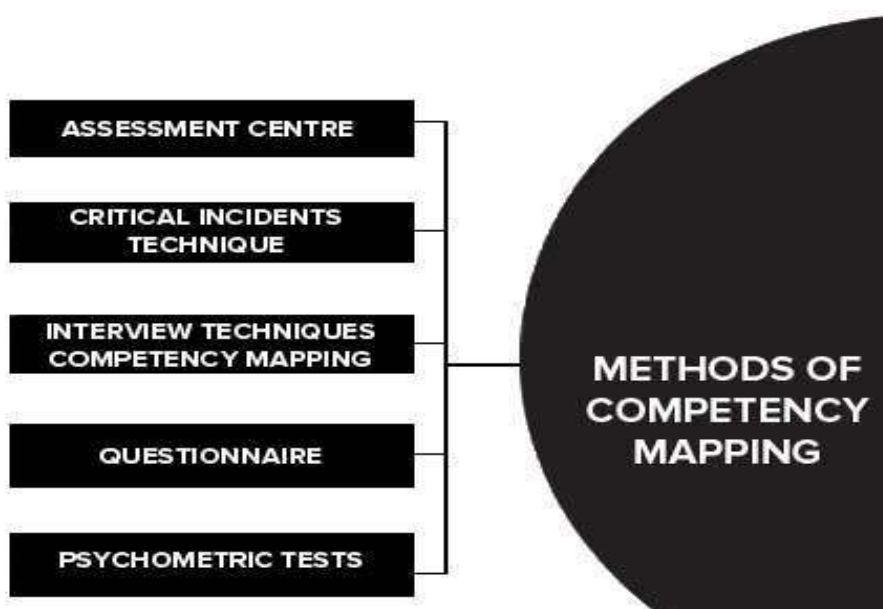 ASSESSMENT CENTRE
CRITICAL INCIDENTS
TECHNIQUE
INTERVIEW TECHNIQUES
COMPETENCY MAPPING
QUESTIONNAIRE
PSYCHOMETRIC TESTS
METHODS OF
COMPETENCY
MAPPING